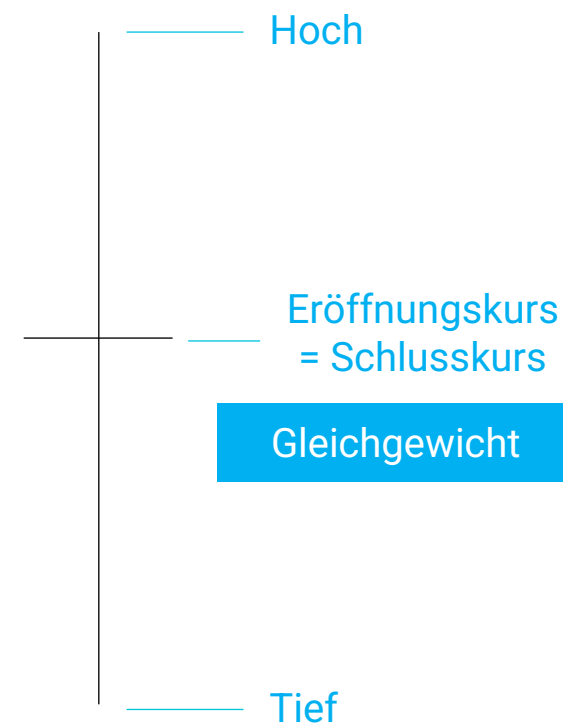 Hoch
Eröffnungskurs
= Schlusskurs
Gleichgewicht
Tief